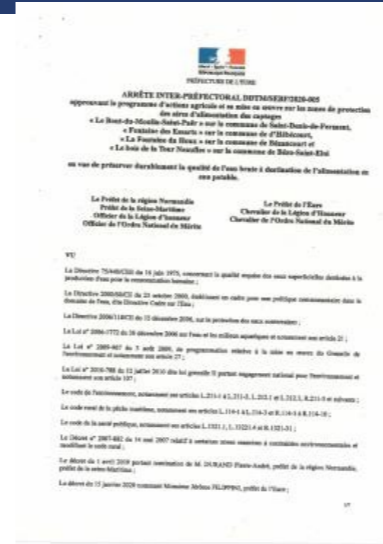 PRÉFECTURE DE L'EURE
ARRÊTÉ INTER-PRÉFECTORAL DDTM/SEBF/2020-005
approuvant le programme d'actions agricole et sa mise en œuvre sur les zones de protection
des aires d'alimentation des captages
« Le Bout-du-Moulin-Saint-Paër » sur la commune de Saint-Denis-le-Ferment,
« Fontaine des Essarts » sur la commune d'Hébécourt,
« La Fontaine du Houx » sur la commune de Bézancourt et
« Le bois de la Tour Neaufles » sur la commune de Bézu-Saint-Eloi
en vue de préserver durablement la qualité de l'eau brute à destination de l'alimentation en
eau potable.
Le Préfet de la région Normandie
Préfet de la Seine-Maritime
Officier de la Légion d'honneur
Officier de l'Ordre National du Mérite
Le Préfet de l'Eure
Chevalier de la Légion d'Honneur
Chevalier de l'Ordre National du Mérite
VU
La Directive 75/440/CEE du 16 juin 1975, concernant la qualité requise des eaux superficielles destinées à la
production d'eau pour la consommation humaine ;
La Directive 2000/60/CE du 23 octobre 2000, établissant un cadre pour une politique communautaire dans le
domaine de l'eau, dite Directive Cadre sur l'Eau ;
La Directive 2006/118/CE du 12 décembre 2006, sur la protection des eaux souterraines ;
La Loi n° 2006-1772 du 30 décembre 2006 sur l'eau et les milieux aquatiques et notamment son article 21 ;
La Loi n° 2009-967 du 3 août 2009, de programmation relative à la mise en œuvre du Grenelle de
l'environnement et notamment son article 27 ;
La Loi n° 2010-788 du 12 juillet 2010 dite loi grenelle II portant engagement national pour l'environnement et
notamment son article 107 ;
Le code de l'environnement, notamment ses articles L.211-1 à L.211-3, L.212-1 et L.212.3, R.211-9 et suivants ;
Le code rural de la pêche maritime, notamment ses articles L.114-1 à L.114-3 et R.114-1 à R.114-10 ;
Le code de la santé publique, notamment ses articles L.1321.1, L.1322-1 et R.1321-31 ;
Le Décret n° 2007-882 du 14 mai 2007 relatif à certaines zones soumises à contraintes environnementales et
modifiant le code rural ;
Le décret du 1 avril 2019 portant nomination de M. DURAND Pierre-André, préfet de la région Normandie,
préfet de la seine-Maritime ;
Le décret du 15 janvier 2020 nommant Monsieur Jérôme FILIPPINI, préfet de l'Eure ;